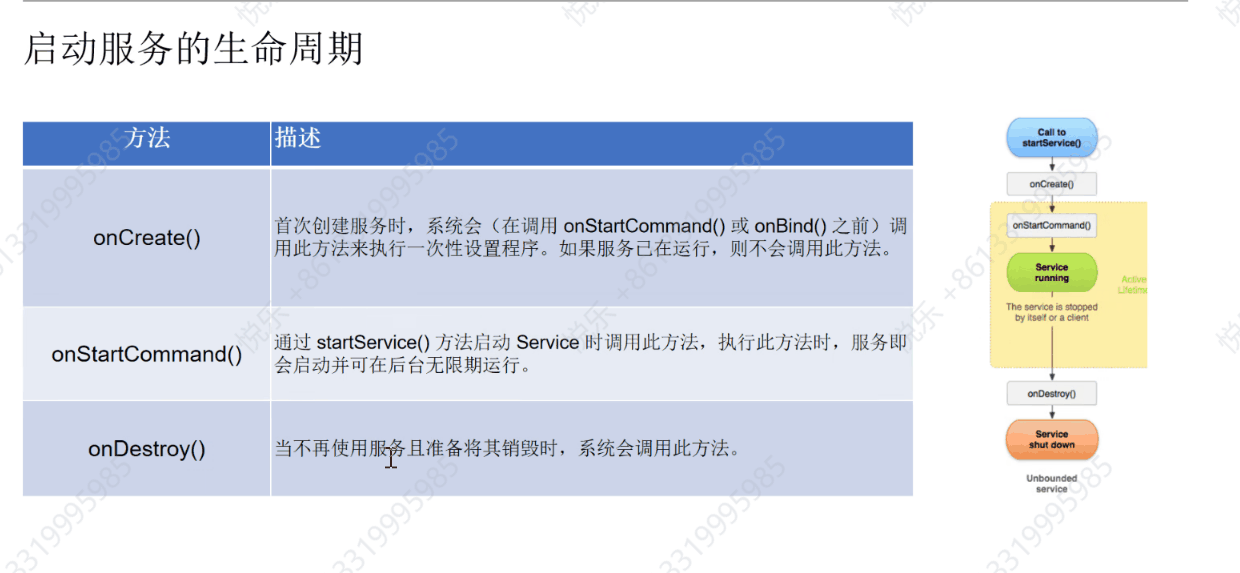 启动服务的生命周期
方法 描述
onCreate()
首次创建服务时，系统会（在调用 onStartCommand() 或 onBind() 之前）调
用此方法来执行一次性设置程序。如果服务已在运行，则不会调用此方法。
onStartCommand()
通过 startService() 方法启动 Service 时调用此方法，执行此方法时，服务即
会启动并可在后台无限期运行。
onDestroy()
当不再使用服务且准备将其销毁时，系统会调用此方法。
Call to
startService()
onCreate()
onStartCommand()
Service
running
Active
Lifetime
The service is stopped
by itself or a client
onDestroy()
Service
shut down
Unbounded
service
悦乐 +8613319995985